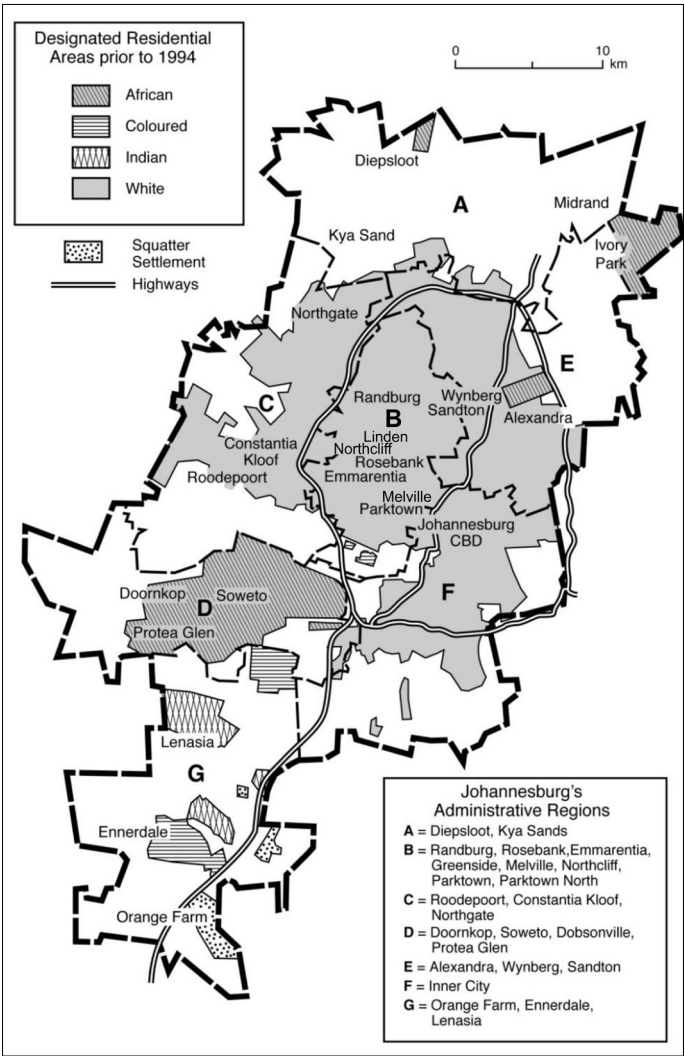 Designated Residential
Areas prior to 1994
African
Coloured
Indian
White
Squatter
Settlement
Highways
0 10
km
Diepsloot
A
Midrand
Kya Sand
Ivory
Park
Northgate
E
C
Randburg
Wynberg
Sandton
B
Alexandra
Linden
Constantia
Kloof
Northcliff
Rosebank
Roodepoort
Emmarentia
Melville
Parktown
Johannesburg
CBD
Doornkop
Soweto
F
D
Protea Glen
Lenasia
G
Ennerdale
Orange Farm
Johannesburg's
Administrative Regions
A = Diepsloot, Kya Sands
B = Randburg, Rosebank,Emmarentia,
Greenside, Melville, Northcliff,
Parktown, Parktown North
C = Roodepoort, Constantia Kloof,
Northgate
D = Doornkop, Soweto, Dobsonville,
Protea Glen
E = Alexandra, Wynberg, Sandton
F = Inner City
G = Orange Farm, Ennerdale,
Lenasia